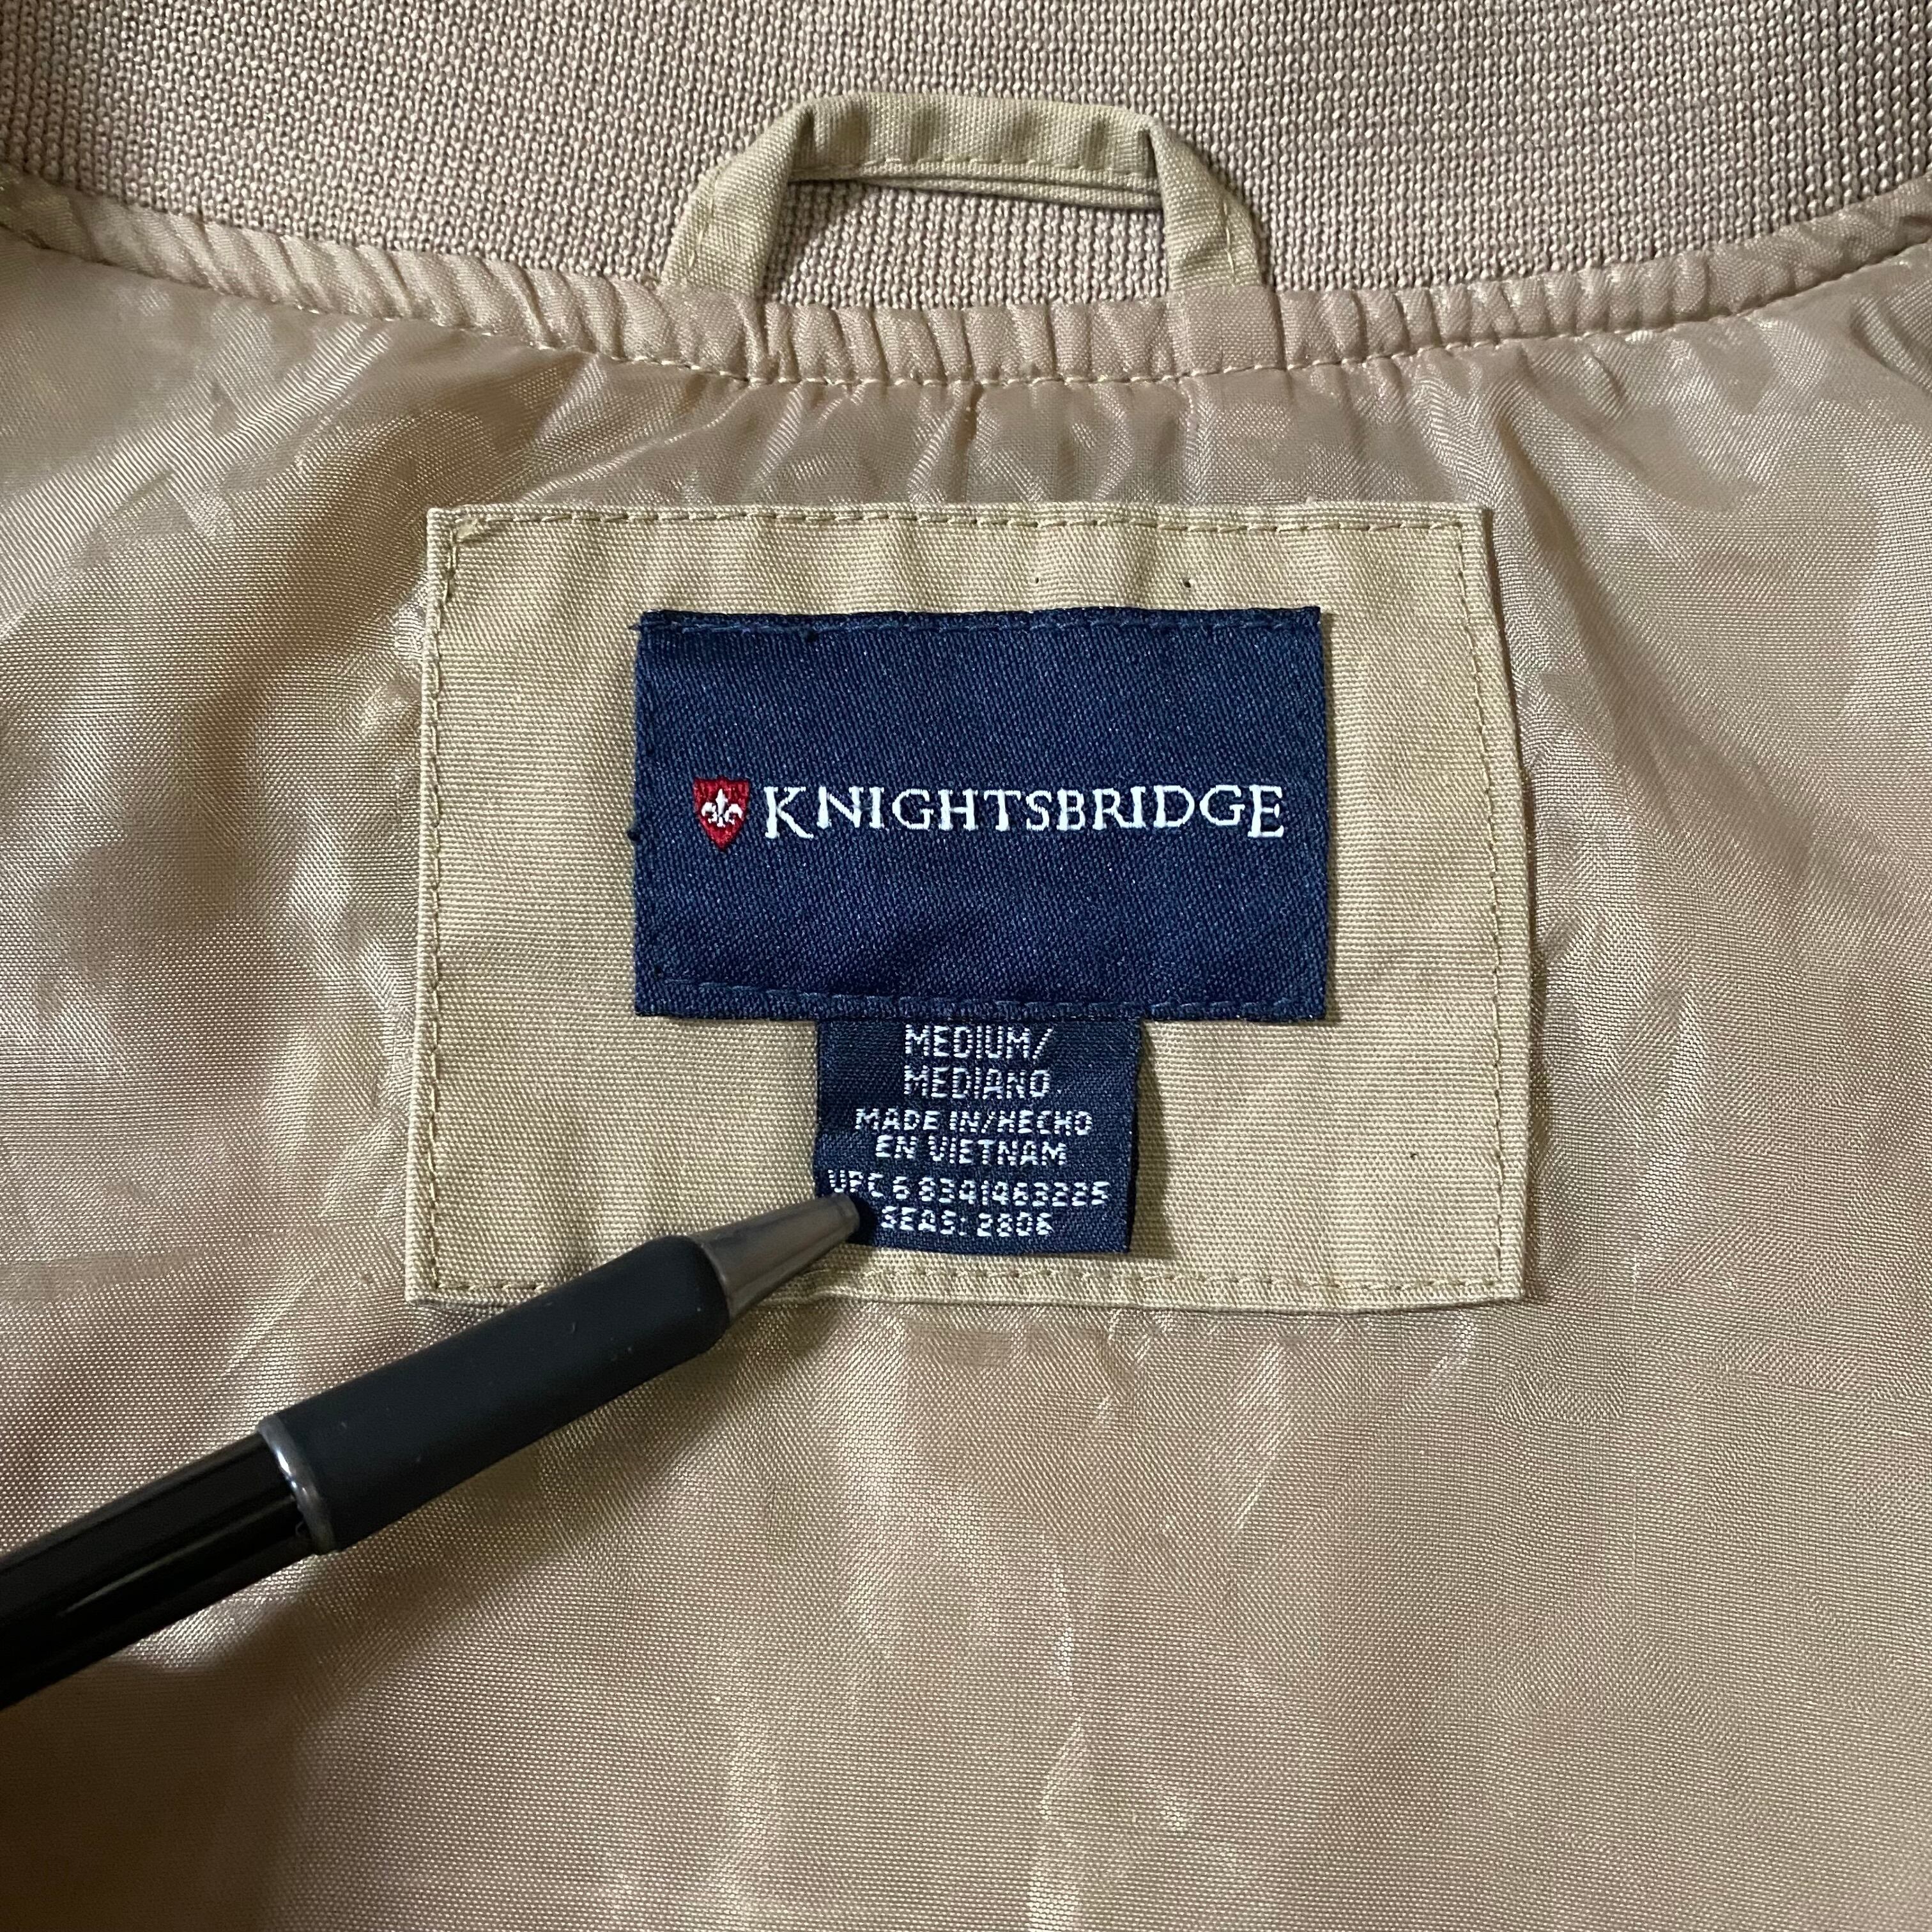 KNIGHTSBRIDGE
MEDIUM/
MEDIANO
MADE IN/HECHO
EN VIETNAM
UPC 6 8341463225
SEAS: 2806